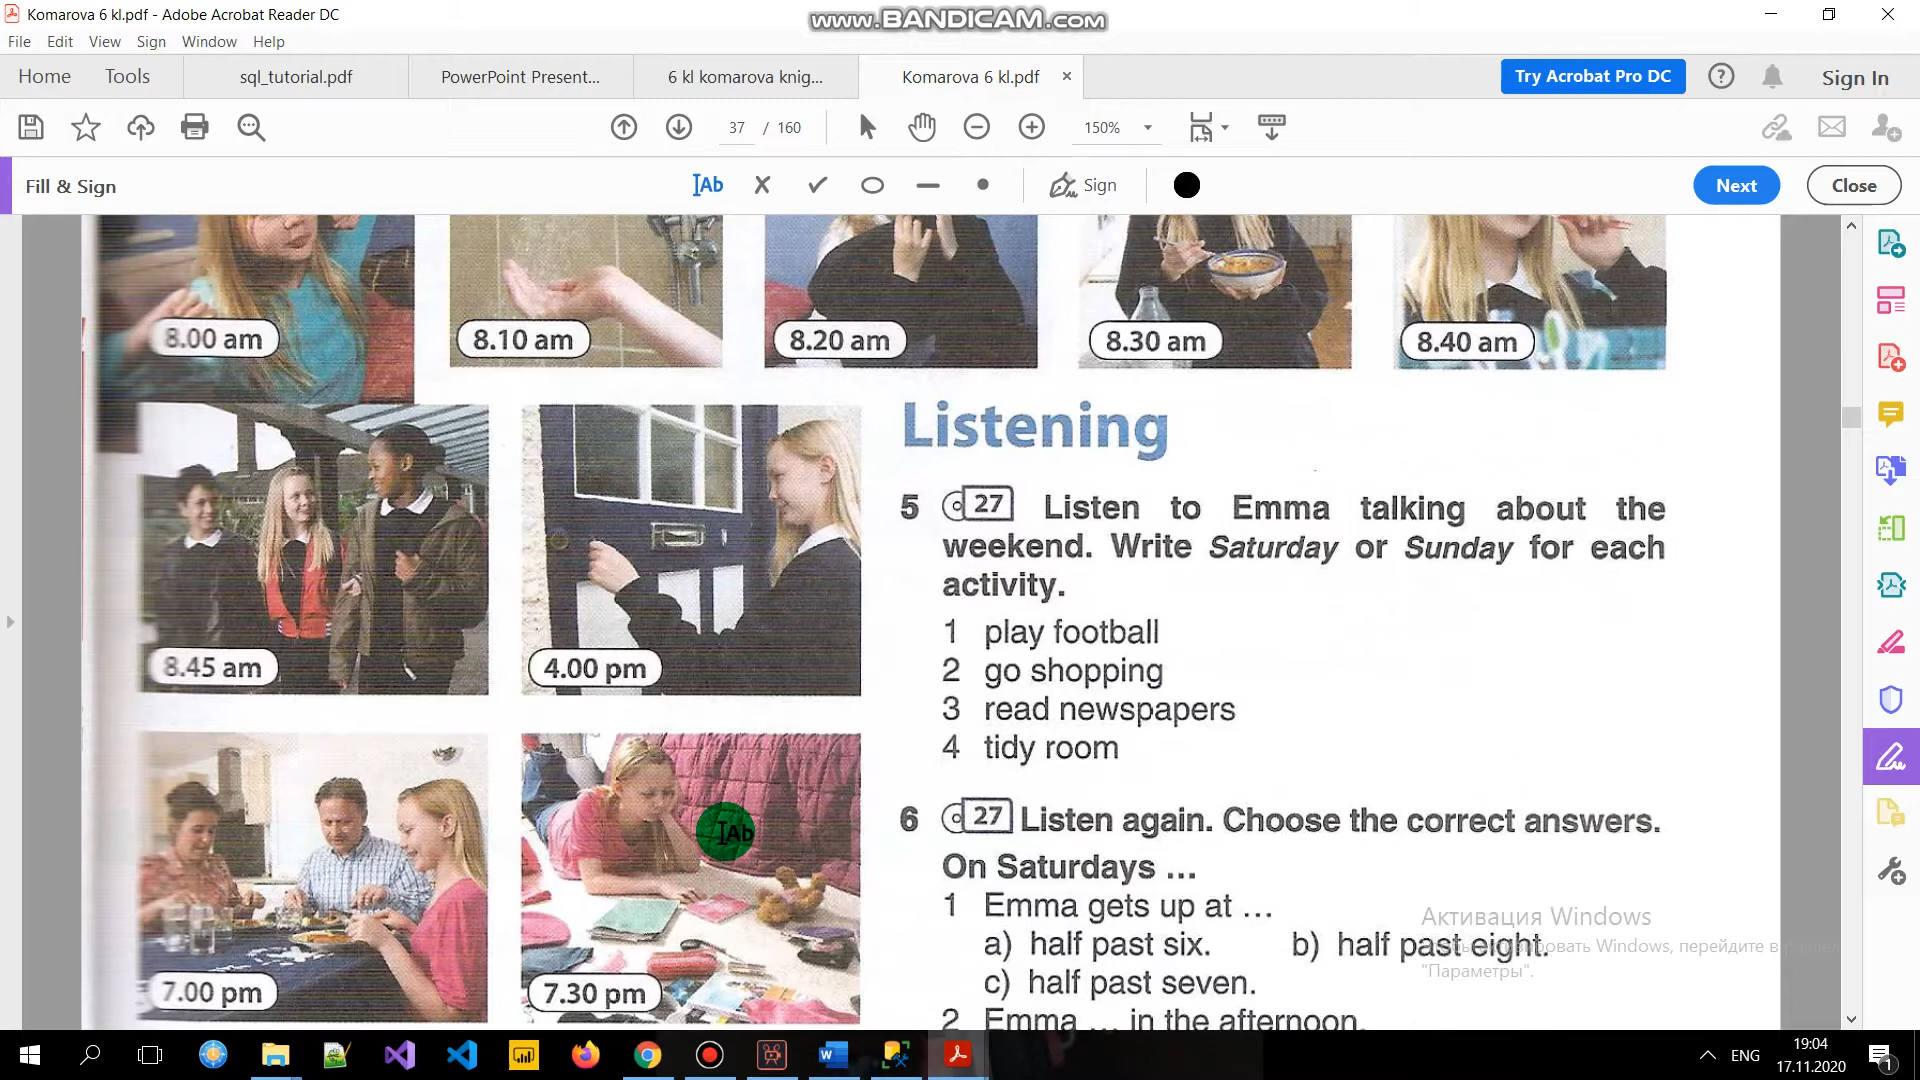 Komarova 6 kl.pdf - Adobe Acrobat Reader DC
www.BANDICAM.com
File Edit View Sign Window Help
Home Tools sql_tutorial.pdf PowerPoint Present... 6 kl komarova knig... Komarova 6 kl.pdf Try Acrobat Pro DC Sign In
37 / 160 150%
Fill & Sign Ab Sign Next Close
8.00 am 8.10 am 8.20 am 8.30 am 8.40 am
8.45 am 4.00 pm
7.00 pm 7.30 pm
Ab
Listening
5 27 Listen to Emma talking about the
weekend. Write Saturday or Sunday for each
activity.
1 play football
2 go shopping
3 read newspapers
4 tidy room
6 27 Listen again. Choose the correct answers.
On Saturdays ...
1 Emma gets up at ...
a) half past six. b) half past eight.
c) half past seven.
2 Emma ... in the afternoon.
Активация Windows
Windows, перейдите в
"Параметры".
ENG 19:04
17.11.2020
1